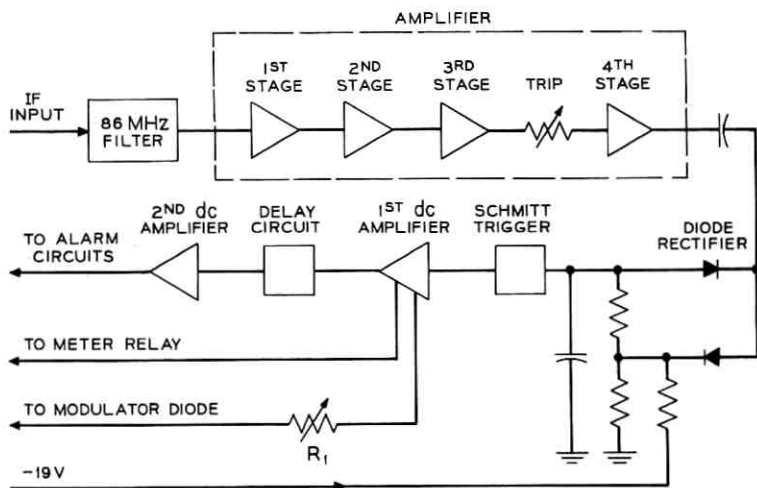 AMPLIFIER
1ST
STAGE
2ND
STAGE
3RD
STAGE
TRIP
4TH
STAGE
IF
INPUT
86 MHz
FILTER
2ND dc
AMPLIFIER
DELAY
CIRCUIT
1ST dc
AMPLIFIER
SCHMITT
TRIGGER
DIODE
RECTIFIER
TO ALARM
CIRCUITS
TO METER RELAY
TO MODULATOR DIODE
R1
-19V